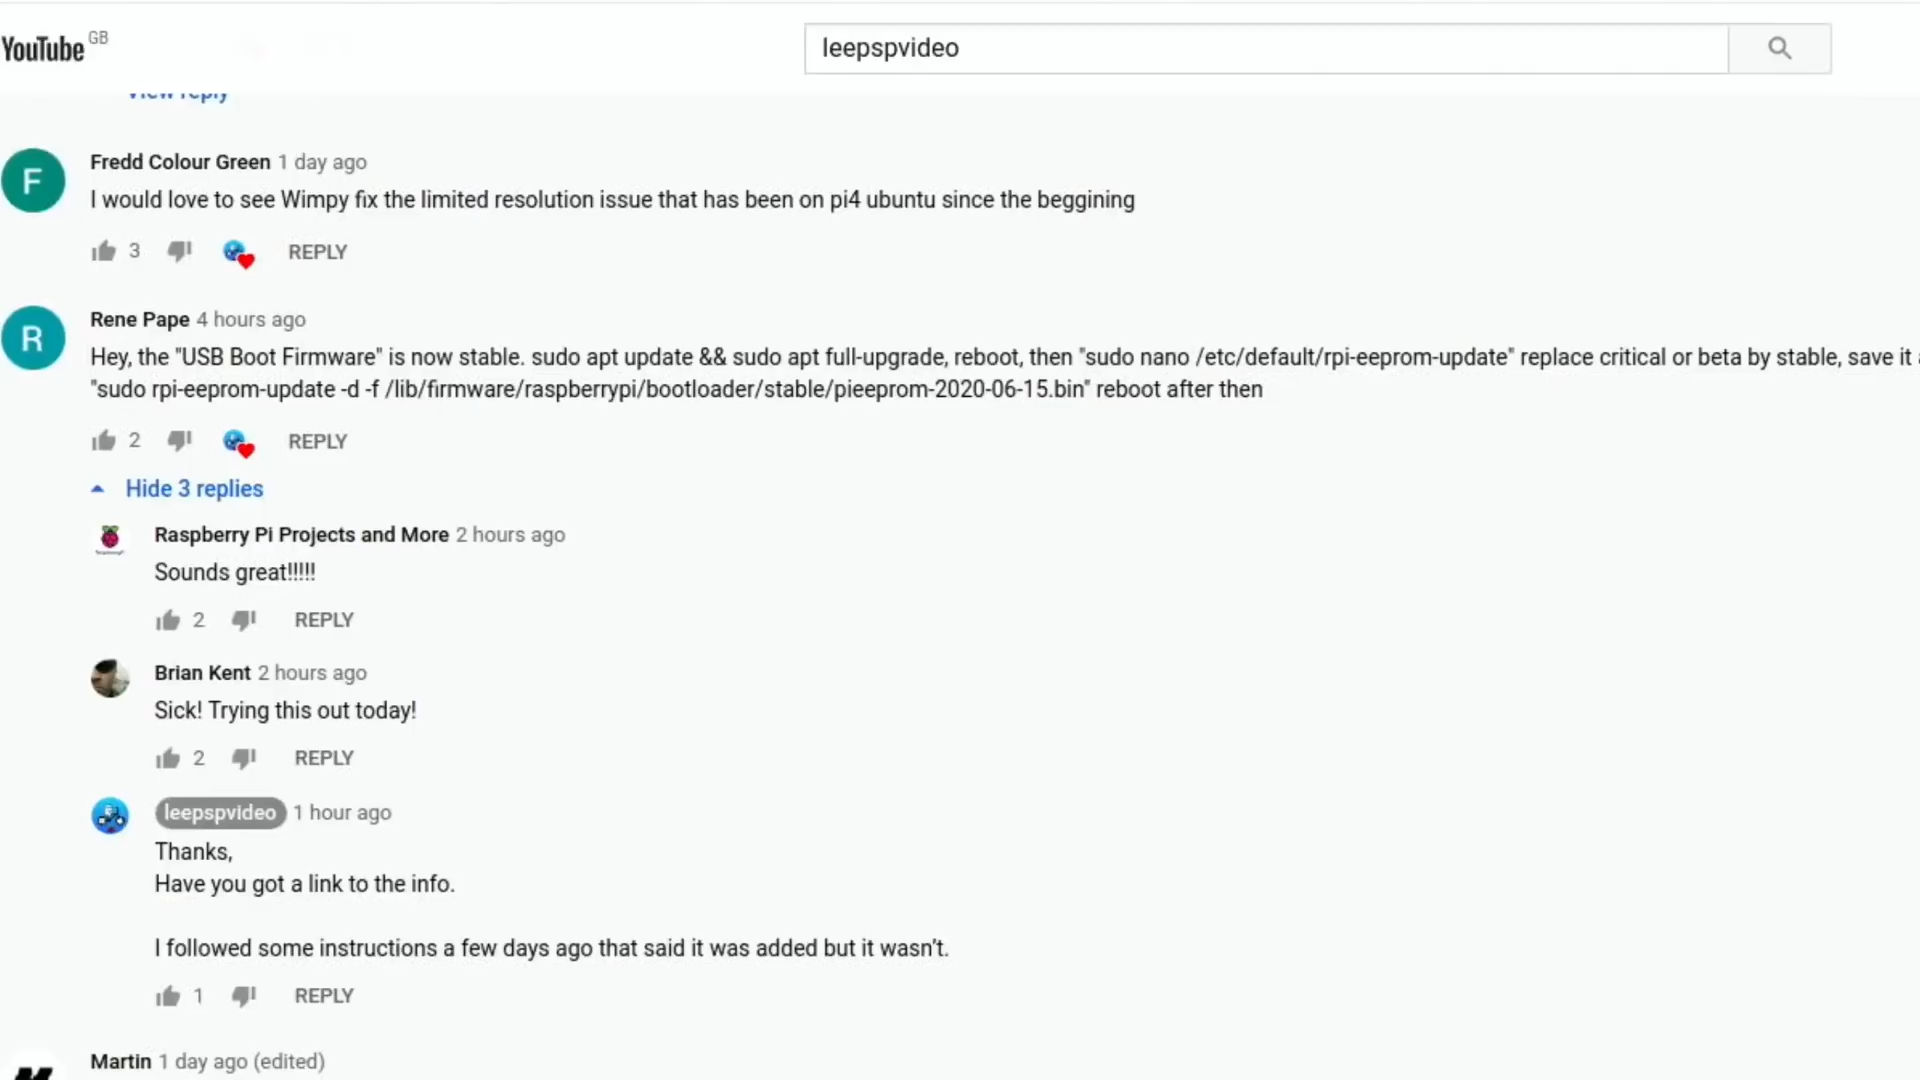 YouTube GB
leepspvideo
View reply
F
Fredd Colour Green 1 day ago
I would love to see Wimpy fix the limited resolution issue that has been on pi4 ubuntu since the beggining
3 REPLY
R
Rene Pape 4 hours ago
Hey, the "USB Boot Firmware" is now stable. sudo apt update && sudo apt full-upgrade, reboot, then "sudo nano /etc/default/rpi-eeprom-update" replace critical or beta by stable, save it
"sudo rpi-eeprom-update -d -f /lib/firmware/raspberrypi/bootloader/stable/pieeprom-2020-06-15.bin" reboot after then
2 REPLY
Hide 3 replies
Raspberry Pi Projects and More 2 hours ago
Sounds great!!!!!
2 REPLY
Brian Kent 2 hours ago
Sick! Trying this out today!
2 REPLY
leepspvideo 1 hour ago
Thanks,
Have you got a link to the info.
I followed some instructions a few days ago that said it was added but it wasn't.
1 REPLY
Martin 1 day ago (edited)